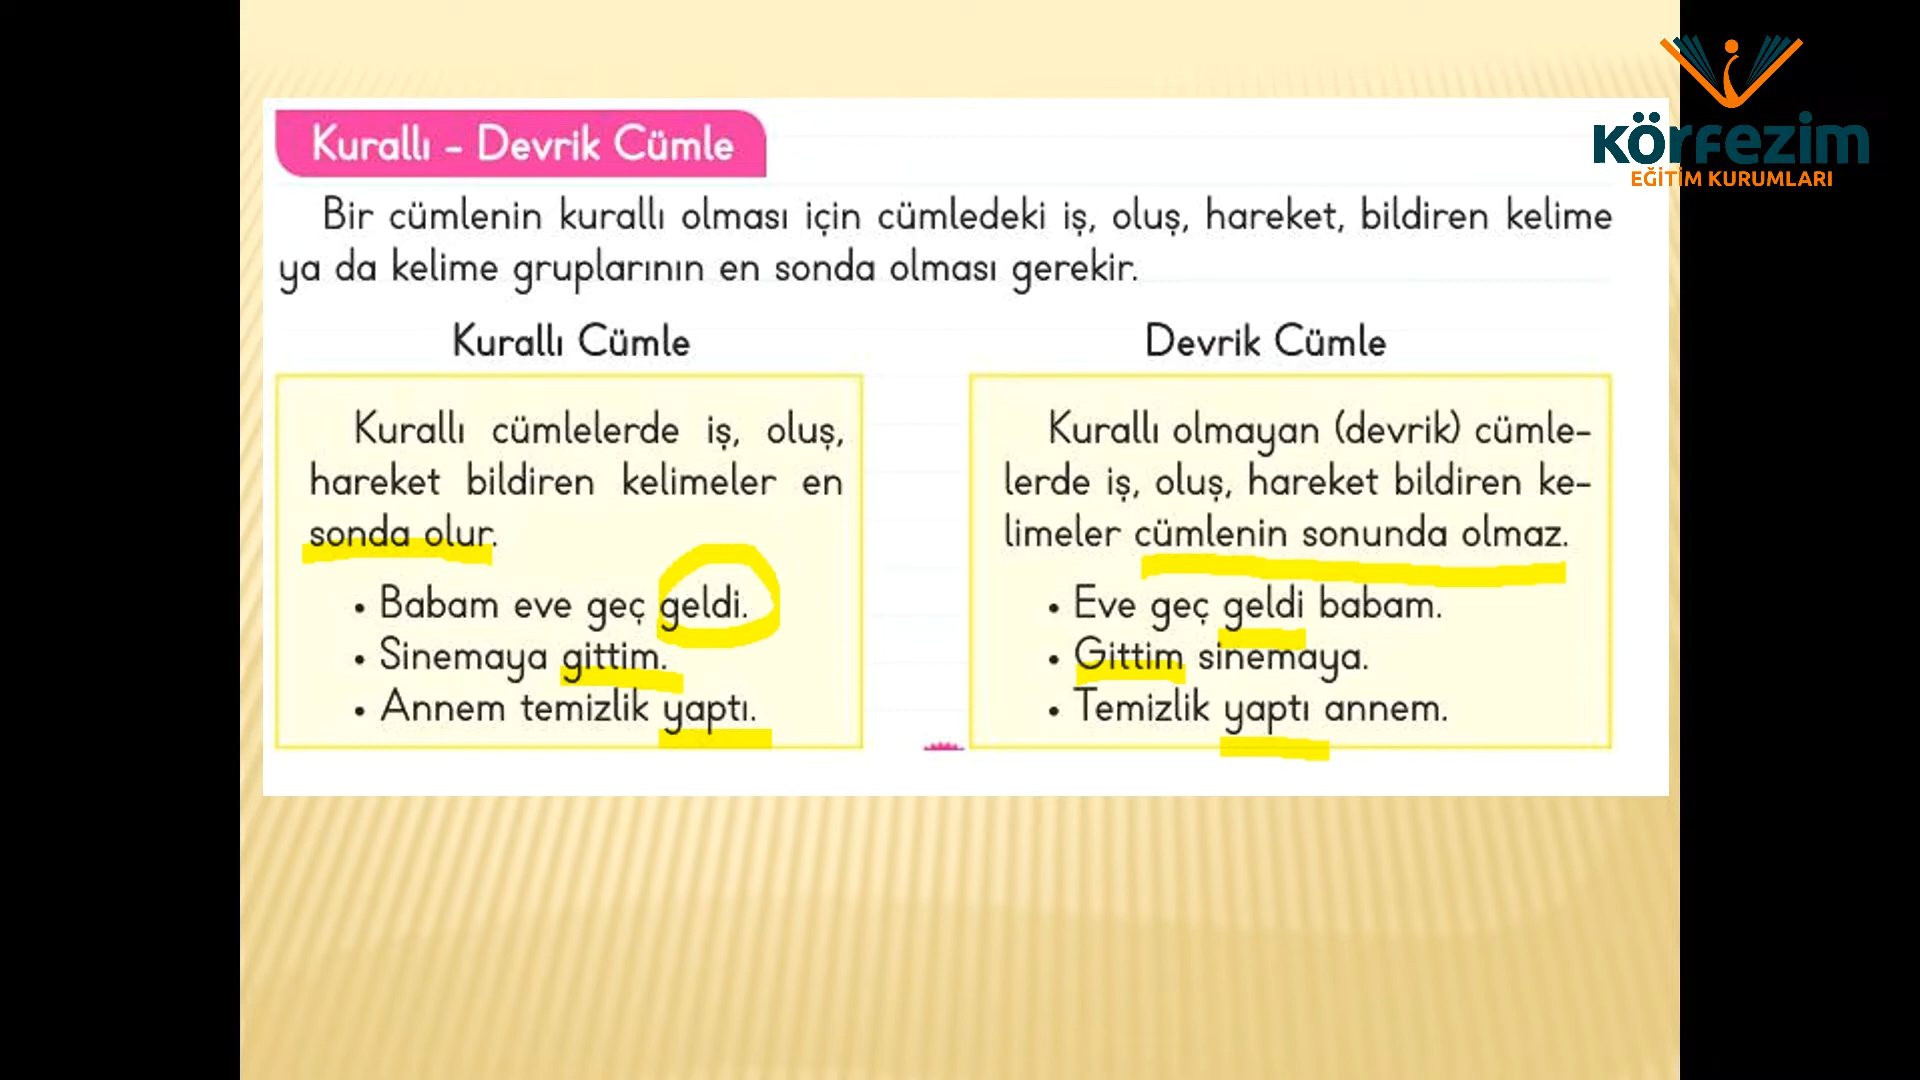 körfezim
EĞİTİM KURUMLARI
Kurallı - Devrik Cümle
Bir cümlenin kurallı olması için cümledeki iş, oluş, hareket, bildiren kelime
ya da kelime gruplarının en sonda olması gerekir.
Kurallı Cümle
Kurallı cümlelerde iş, oluş,
hareket bildiren kelimeler en
sonda olur.
• Babam eve geç geldi.
• Sinemaya gittim.
• Annem temizlik yaptı.
Devrik Cümle
Kurallı olmayan (devrik) cümle-
lerde iş, oluş, hareket bildiren ke-
limeler cümlenin sonunda olmaz.
• Eve geç geldi babam.
• Gittim sinemaya.
• Temizlik yaptı annem.